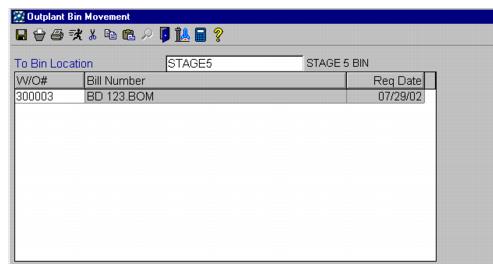 Outplant Bin Movement
To Bin Location STAGE5 STAGE 5 BIN
W/O# Bill Number Req Date
300003 BD 123.BOM 07/29/02